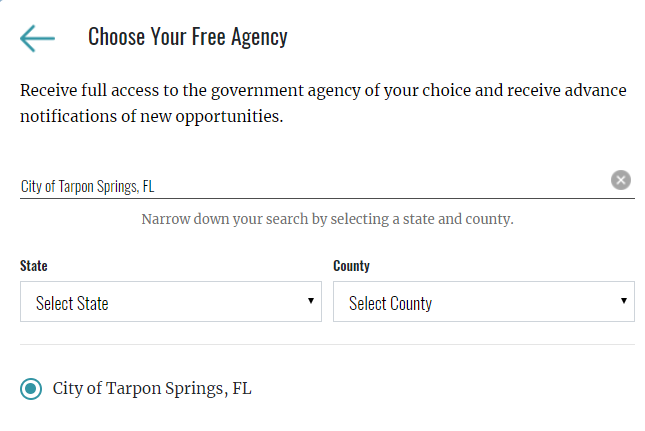 Choose Your Free Agency
Receive full access to the government agency of your choice and receive advance
notifications of new opportunities.
City of Tarpon Springs, FL
Narrow down your search by selecting a state and county.
State
County
Select State
Select County
City of Tarpon Springs, FL